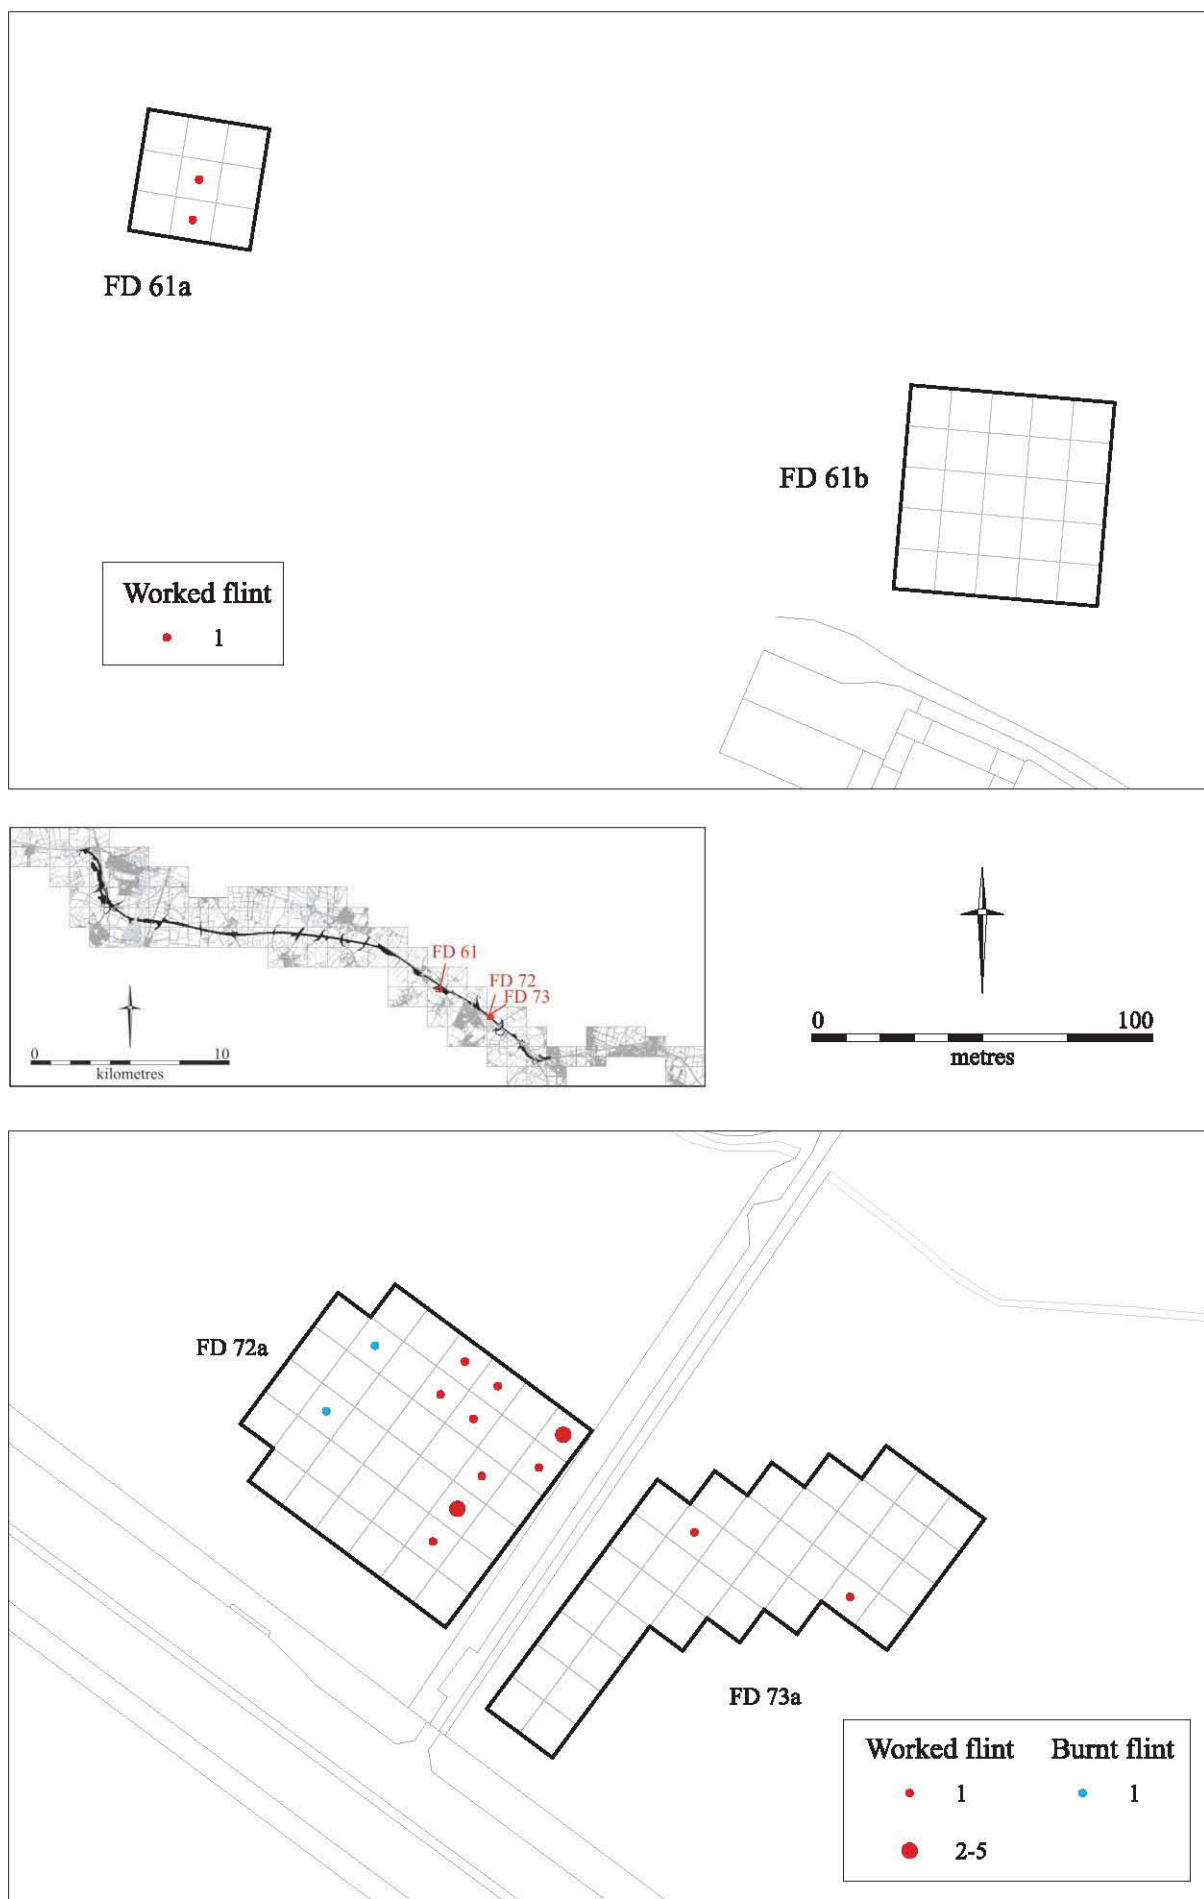 FD 61a
FD 61b
Worked flint
1
FD 61
FD 72
FD 73
0 10
kilometres
0 100
metres
FD 72a
FD 73a
Worked flint Burnt flint
1 1
2-5